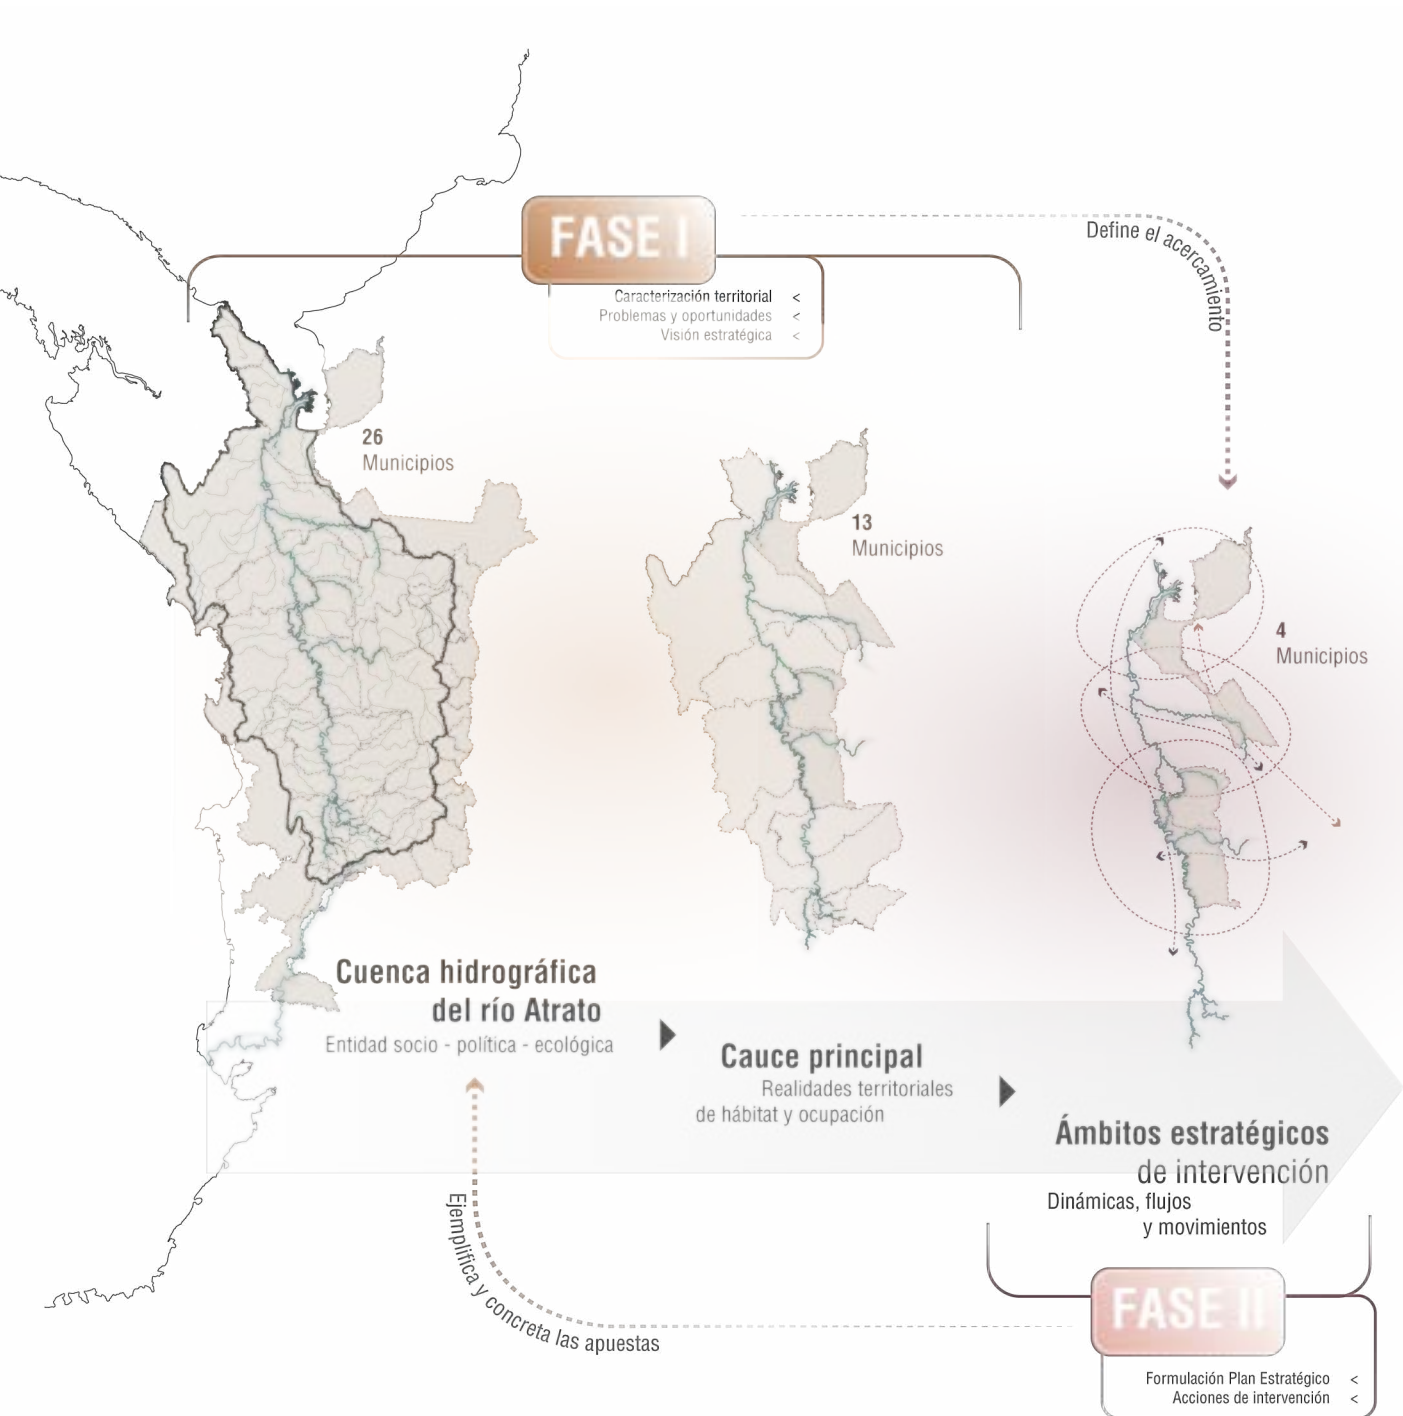 FASE I
Caracterización territorial <
Problemas y oportunidades <
Visión estratégica <
Define el acercamiento
26
Municipios
13
Municipios
4
Municipios
Cuenca hidrográfica
del río Atrato
Entidad socio - política - ecológica
Cauce principal
Realidades territoriales
de hábitat y ocupación
Ámbitos estratégicos
de intervención
Dinámicas, flujos
y movimientos
Ejemplifica y concreta las apuestas
FASE II
Formulación Plan Estratégico <
Acciones de intervención <